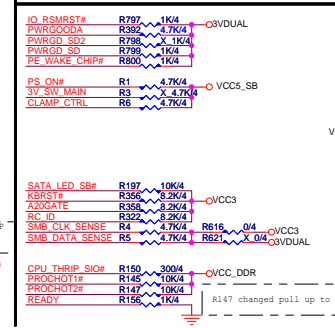 IO_RSMRST# R797 1K/4 3VDUAL
PWRGOODA R392 4.7K/4
PWRGD_SD2 R798 X_1K/4
PWRGD_SD R799 1K/4
PE_WAKE_CHIP# R800 1K/4
PS_ON# R1 4.7K/4 VCC5_SB
3V_SW_MAIN R3 X_4.7K/4
CLAMP_CTRL R6 4.7K/4
V
SATA_LED_SB# R197 10K/4
KBRST# R356 8.2K/4 VCC3
A20GATE R358 8.2K/4
RC_ID R322 8.2K/4
SMB_CLK_SENSE R4 4.7K/4 R616 0/4 VCC3
SMB_DATA_SENSE R5 4.7K/4 R621 X_0/4 3VDUAL
CPU_THRIP_SIO# R150 300/4 VCC_DDR
PROCHOT1# R145 10K/4
PROCHOT2# R147 10K/4
READY R156 1K/4
R147 changed pull up to